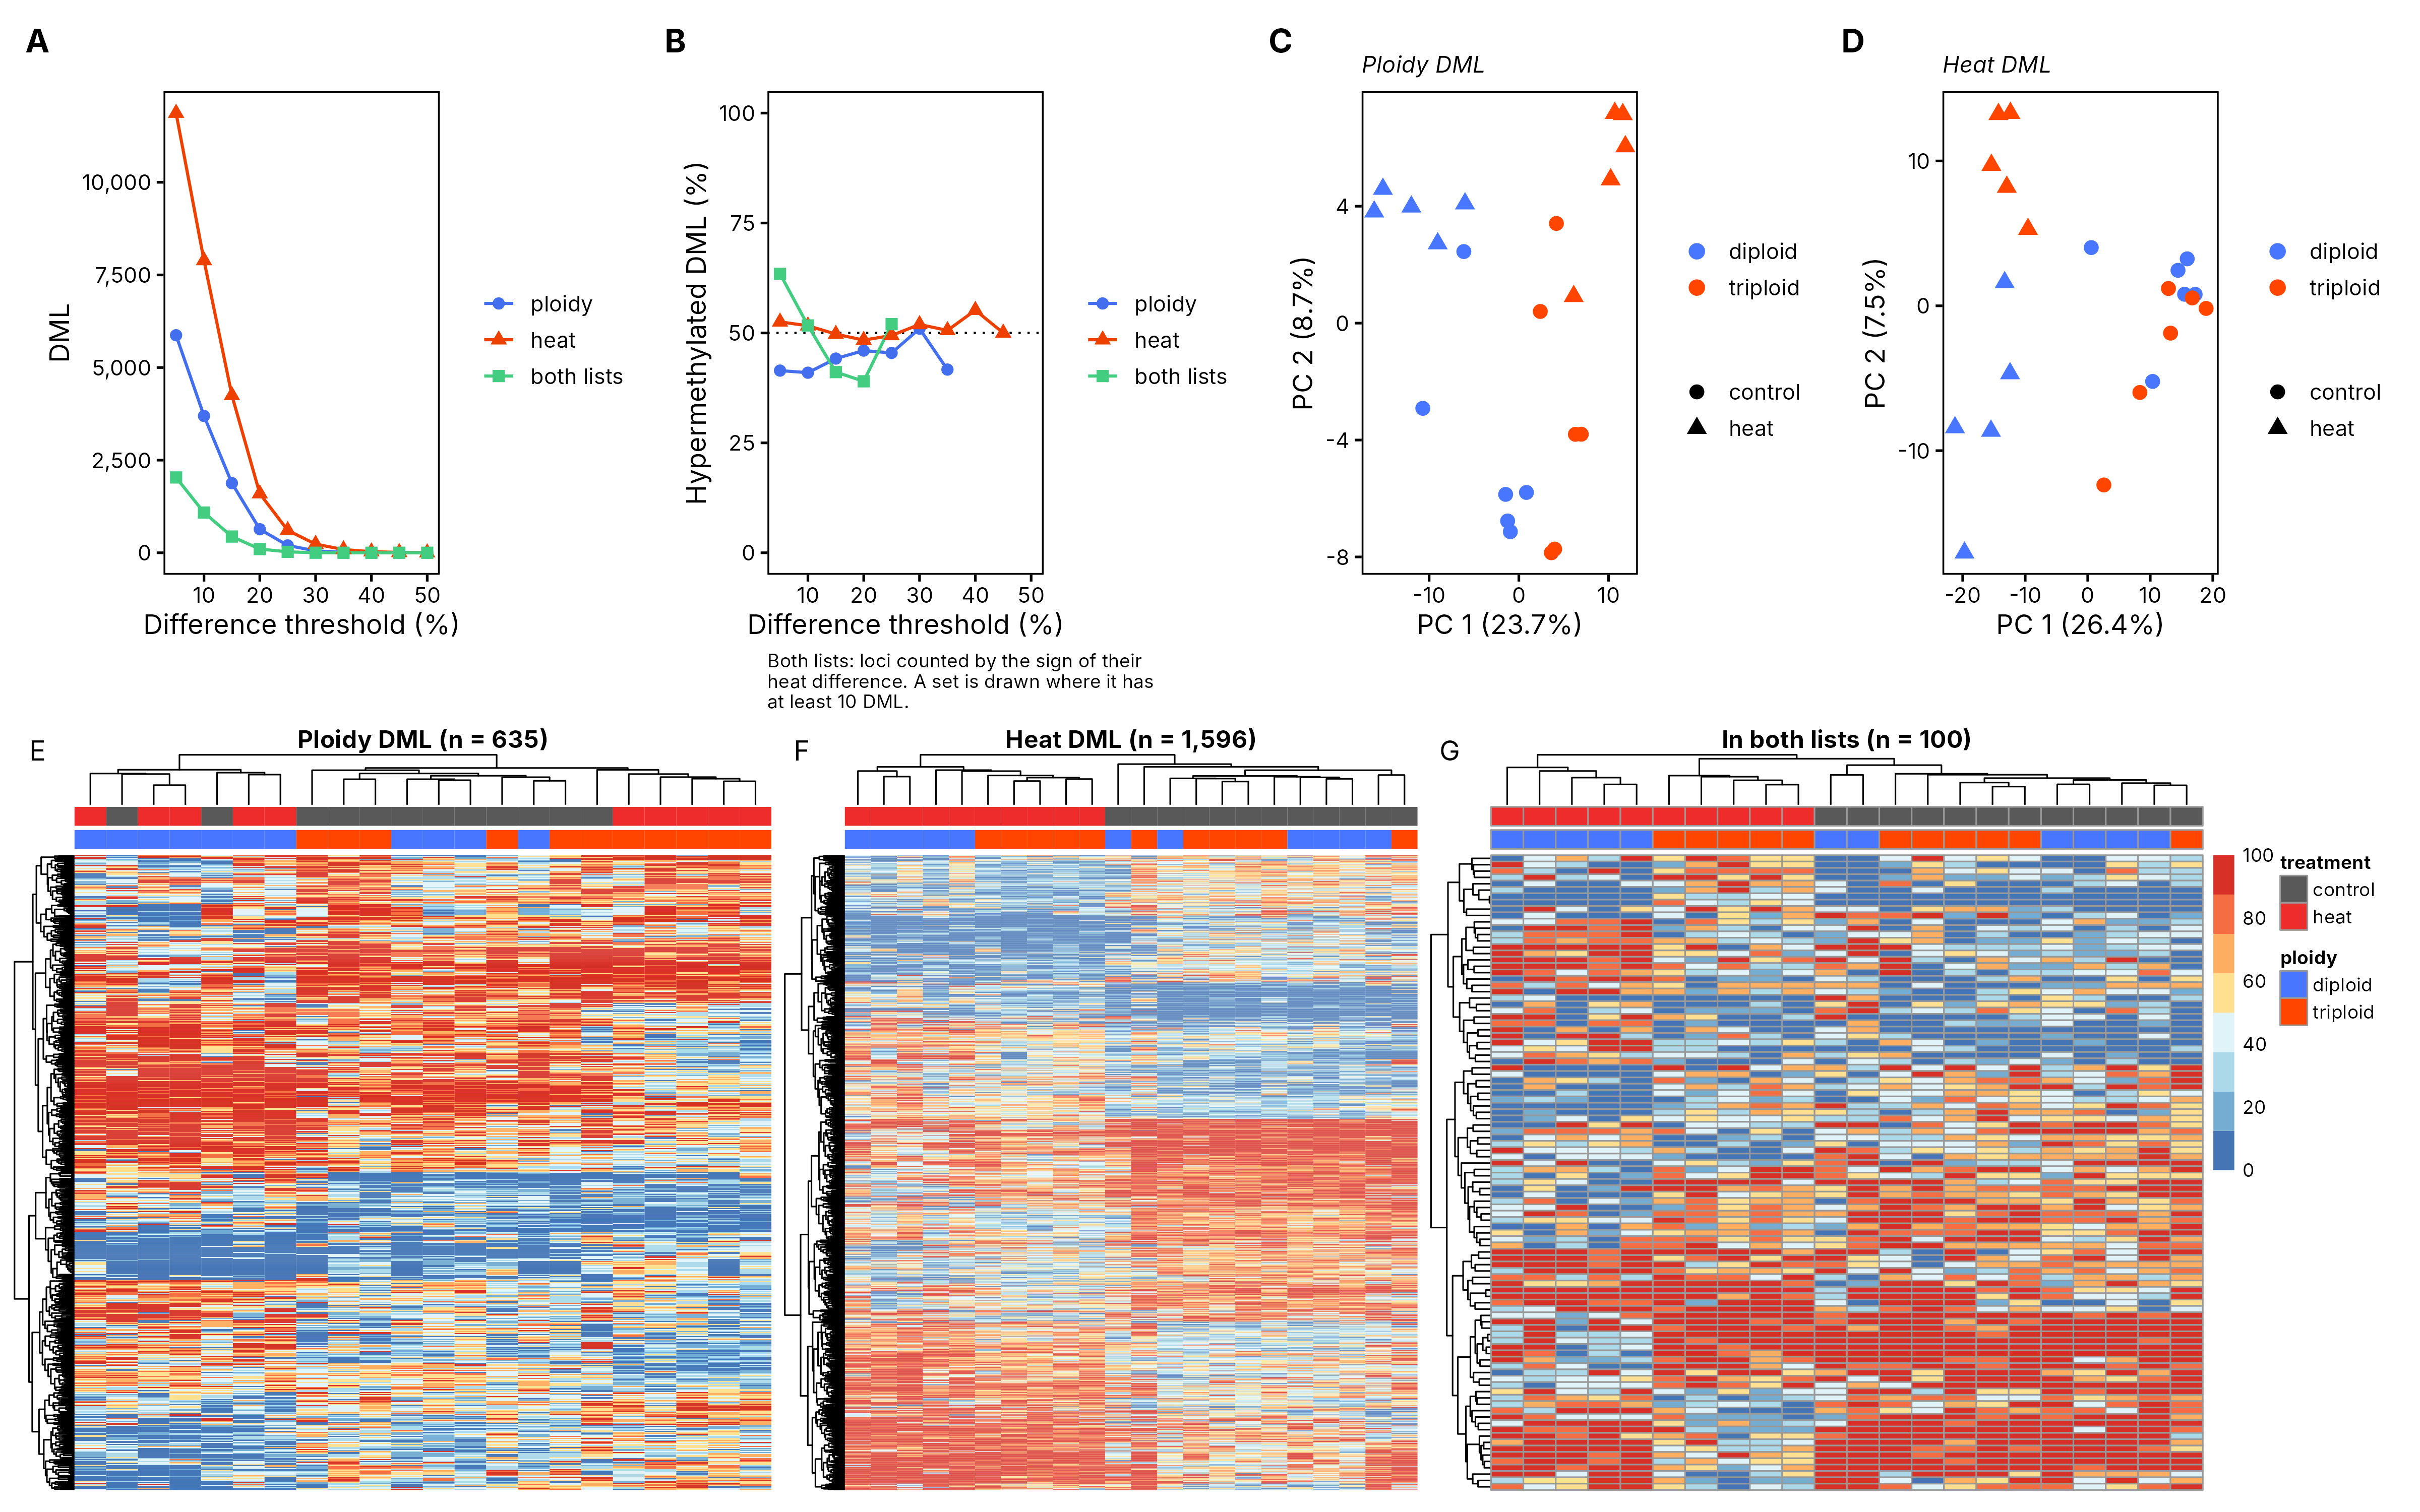 A
DML
10,000
7,500
5,000
2,500
0
10 20 30 40 50
Difference threshold (%)
ploidy
heat
both lists
B
Hypermethylated DML (%)
100
75
50
25
0
10 20 30 40 50
Difference threshold (%)
ploidy
heat
both lists
Both lists: loci counted by the sign of their
heat difference. A set is drawn where it has
at least 10 DML.
C
Ploidy DML
PC 2 (8.7%)
4
0
-4
-8
-10 0 10
PC 1 (23.7%)
diploid
triploid
control
heat
D
Heat DML
PC 2 (7.5%)
10
0
-10
-20 -10 0 10 20
PC 1 (26.4%)
diploid
triploid
control
heat
E
Ploidy DML (n = 635)
F
Heat DML (n = 1,596)
G
In both lists (n = 100)
100
80
60
40
20
0
treatment
control
heat
ploidy
diploid
triploid